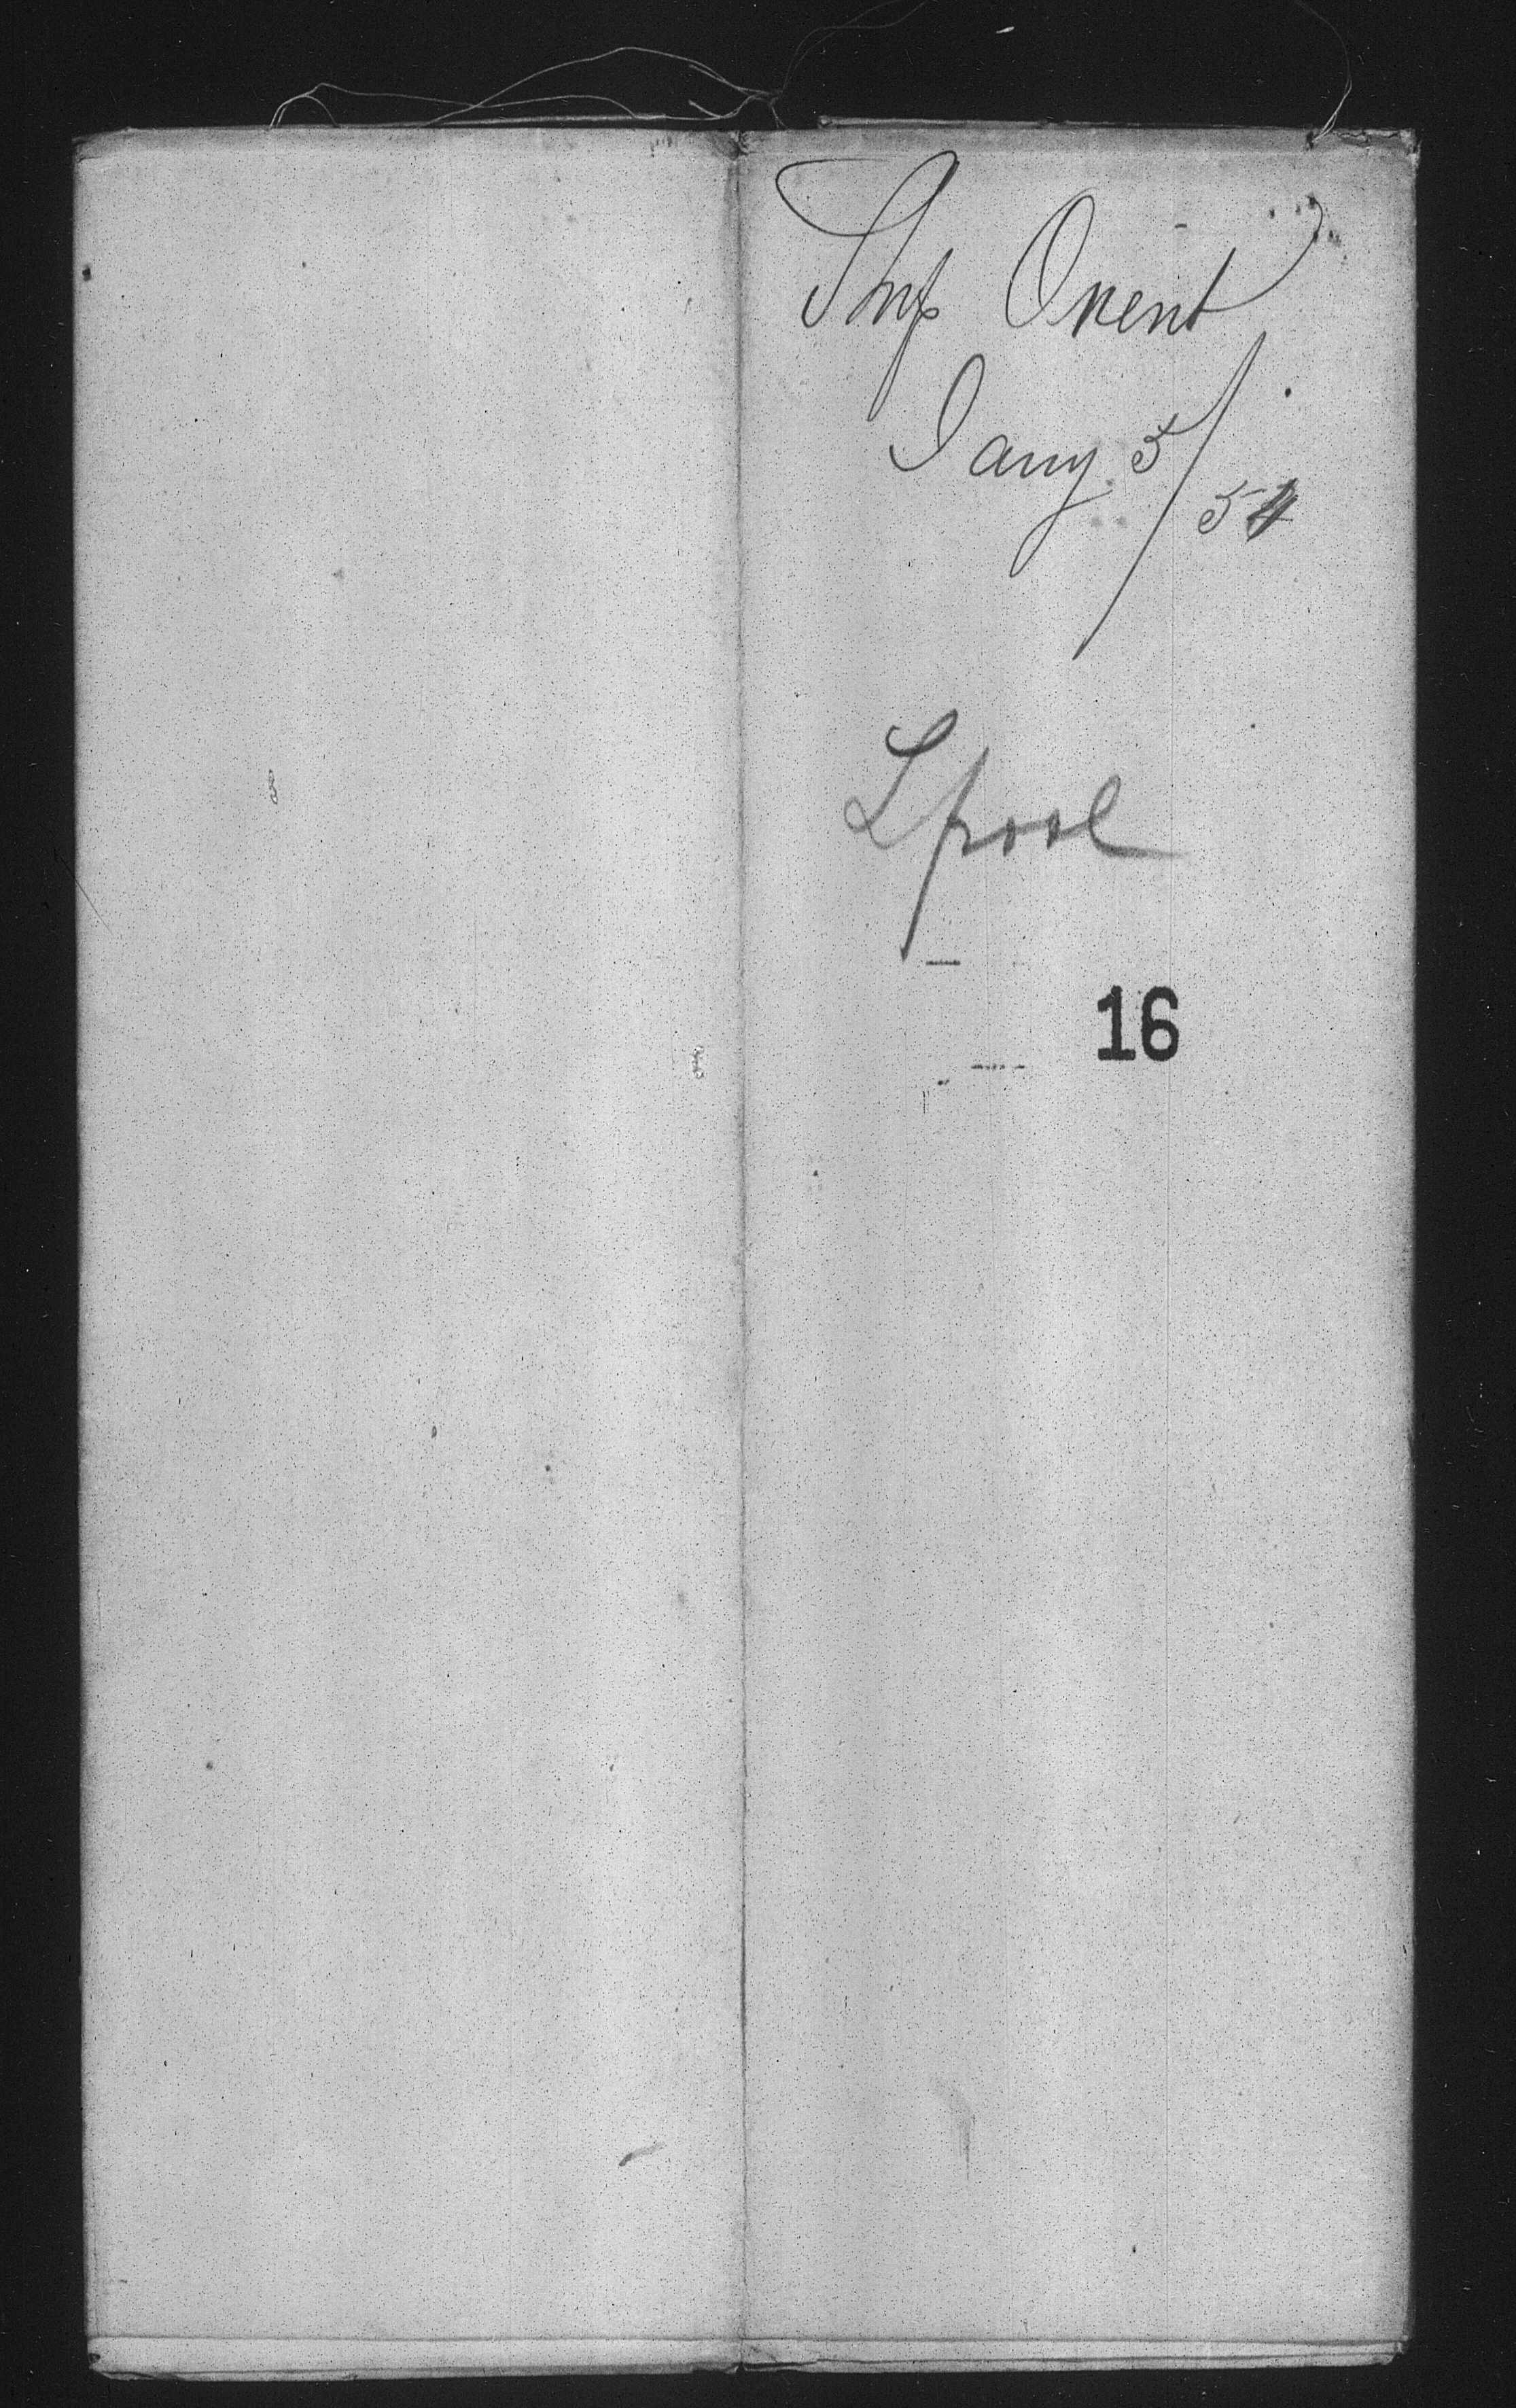 Ship Orient
Jany 5/54
Lpool
16